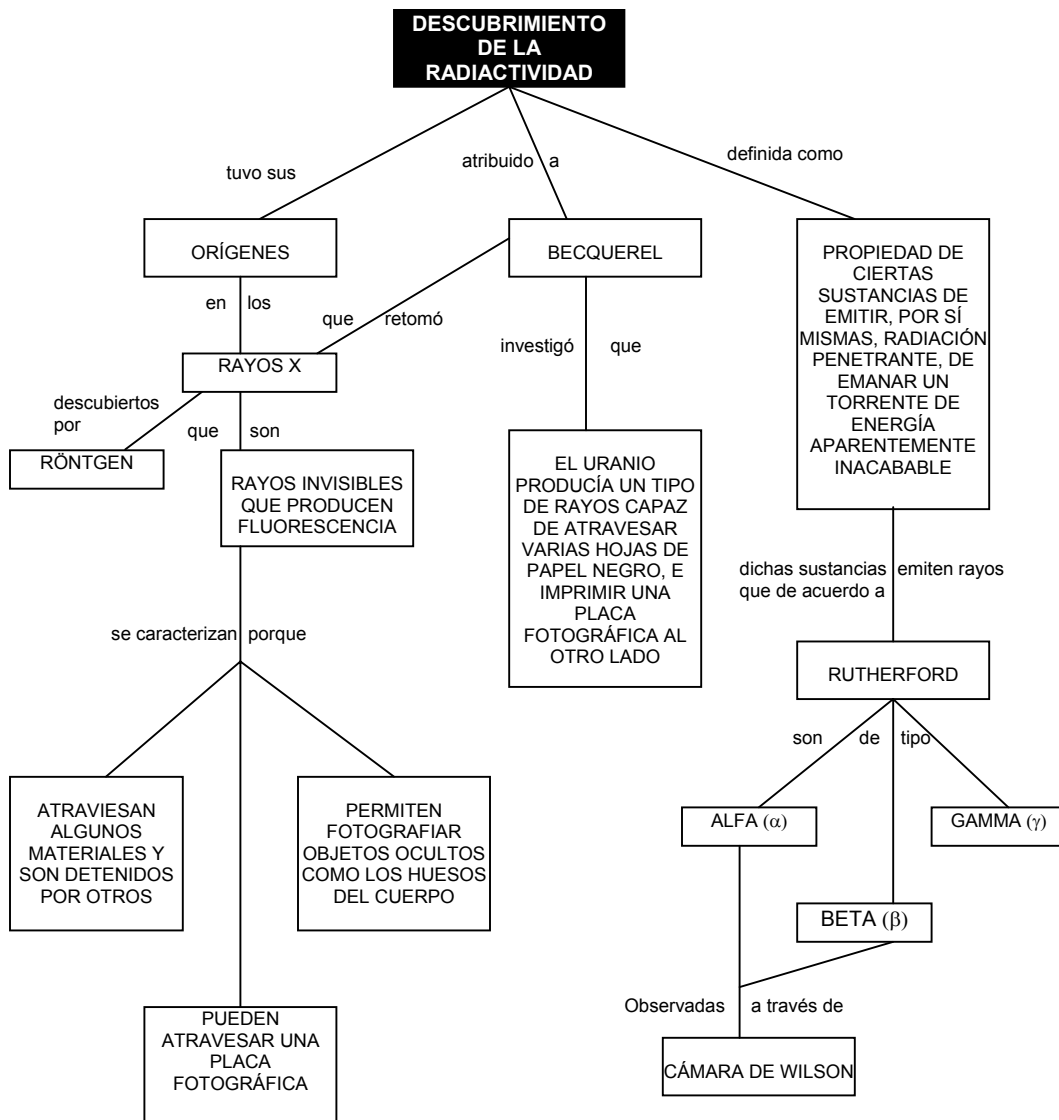 DESCUBRIMIENTO
DE LA
RADIACTIVIDAD
tuvo sus
atribuido a
definida como
ORÍGENES
BECQUEREL
PROPIEDAD DE
CIERTAS
SUSTANCIAS DE
EMITIR, POR SÍ
MISMAS, RADIACIÓN
PENETRANTE, DE
EMANAR UN
TORRENTE DE
ENERGÍA
APARENTEMENTE
INACABABLE
en los
que retomó
investigó que
RAYOS X
descubiertos
por
que son
RÖNTGEN
RAYOS INVISIBLES
QUE PRODUCEN
FLUORESCENCIA
EL URANIO
PRODUCÍA UN TIPO
DE RAYOS CAPAZ
DE ATRAVESAR
VARIAS HOJAS DE
PAPEL NEGRO, E
IMPRIMIR UNA
PLACA
FOTOGRÁFICA AL
OTRO LADO
dichas sustancias emiten rayos
que de acuerdo a
se caracterizan porque
RUTHERFORD
son de tipo
ATRAVIESAN
ALGUNOS
MATERIALES Y
SON DETENIDOS
POR OTROS
PERMITEN
FOTOGRAFIAR
OBJETOS OCULTOS
COMO LOS HUESOS
DEL CUERPO
ALFA (α)
GAMMA (γ)
BETA (β)
Observadas a través de
PUEDEN
ATRAVESAR UNA
PLACA
FOTOGRÁFICA
CÁMARA DE WILSON